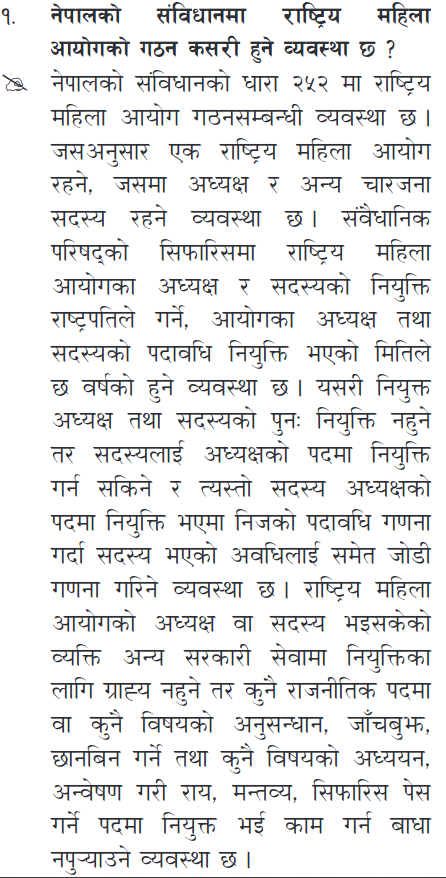 १. नेपालको संविधानमा राष्ट्रिय महिला
आयोगको गठन कसरी हुने व्यवस्था छ ?
नेपालको संविधानको धारा २५२ मा राष्ट्रिय
महिला आयोग गठनसम्बन्धी व्यवस्था छ ।
जसअनुसार एक राष्ट्रिय महिला आयोग
रहने, जसमा अध्यक्ष र अन्य चारजना
सदस्य रहने व्यवस्था छ । संवैधानिक
परिषद्को सिफारिसमा राष्ट्रिय महिला
आयोगका अध्यक्ष र सदस्यको नियुक्ति
राष्ट्रपतिले गर्ने, आयोगका अध्यक्ष तथा
सदस्यको पदावधि नियुक्ति भएको मितिले
छ वर्षको हुने व्यवस्था छ । यसरी नियुक्त
अध्यक्ष तथा सदस्यको पुनः नियुक्ति नहुने
तर सदस्यलाई अध्यक्षको पदमा नियुक्ति
गर्न सकिने र त्यस्तो सदस्य अध्यक्षको
पदमा नियुक्ति भएमा निजको पदावधि गणना
गर्दा सदस्य भएको अवधिलाई समेत जोडी
गणना गरिने व्यवस्था छ । राष्ट्रिय महिला
आयोगको अध्यक्ष वा सदस्य भइसकेको
व्यक्ति अन्य सरकारी सेवामा नियुक्तिका
लागि ग्राह्य नहुने तर कुनै राजनीतिक पदमा
वा कुनै विषयको अनुसन्धान, जाँचबुझ,
छानबिन गर्ने तथा कुनै विषयको अध्ययन,
अन्वेषण गरी राय, मन्तव्य, सिफारिस पेस
गर्ने पदमा नियुक्त भई काम गर्न बाधा
नपुर्‍याउने व्यवस्था छ ।